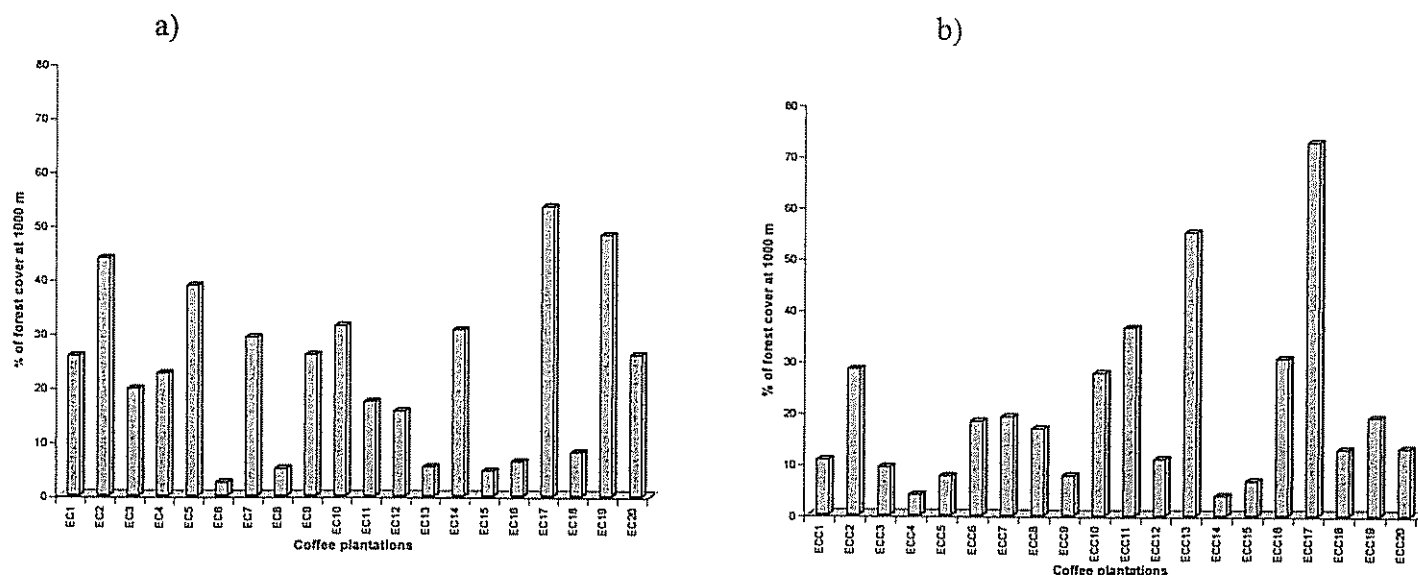 a)
80
70
60
50
40
30
20
10
0
% of forest cover at 1000 m
EC1 EC2 EC3 EC4 EC5 EC6 EC7 EC8 EC9 EC10 EC11 EC12 EC13 EC14 EC15 EC16 EC17 EC18 EC19 EC20
Coffee plantations
b)
80
70
60
50
40
30
20
10
0
% of forest cover at 1000 m
ECC1 ECC2 ECC3 ECC4 ECC5 ECC6 ECC7 ECC8 ECC9 ECC10 ECC11 ECC12 ECC13 ECC14 ECC15 ECC16 ECC17 ECC18 ECC19 ECC20
Coffee plantations